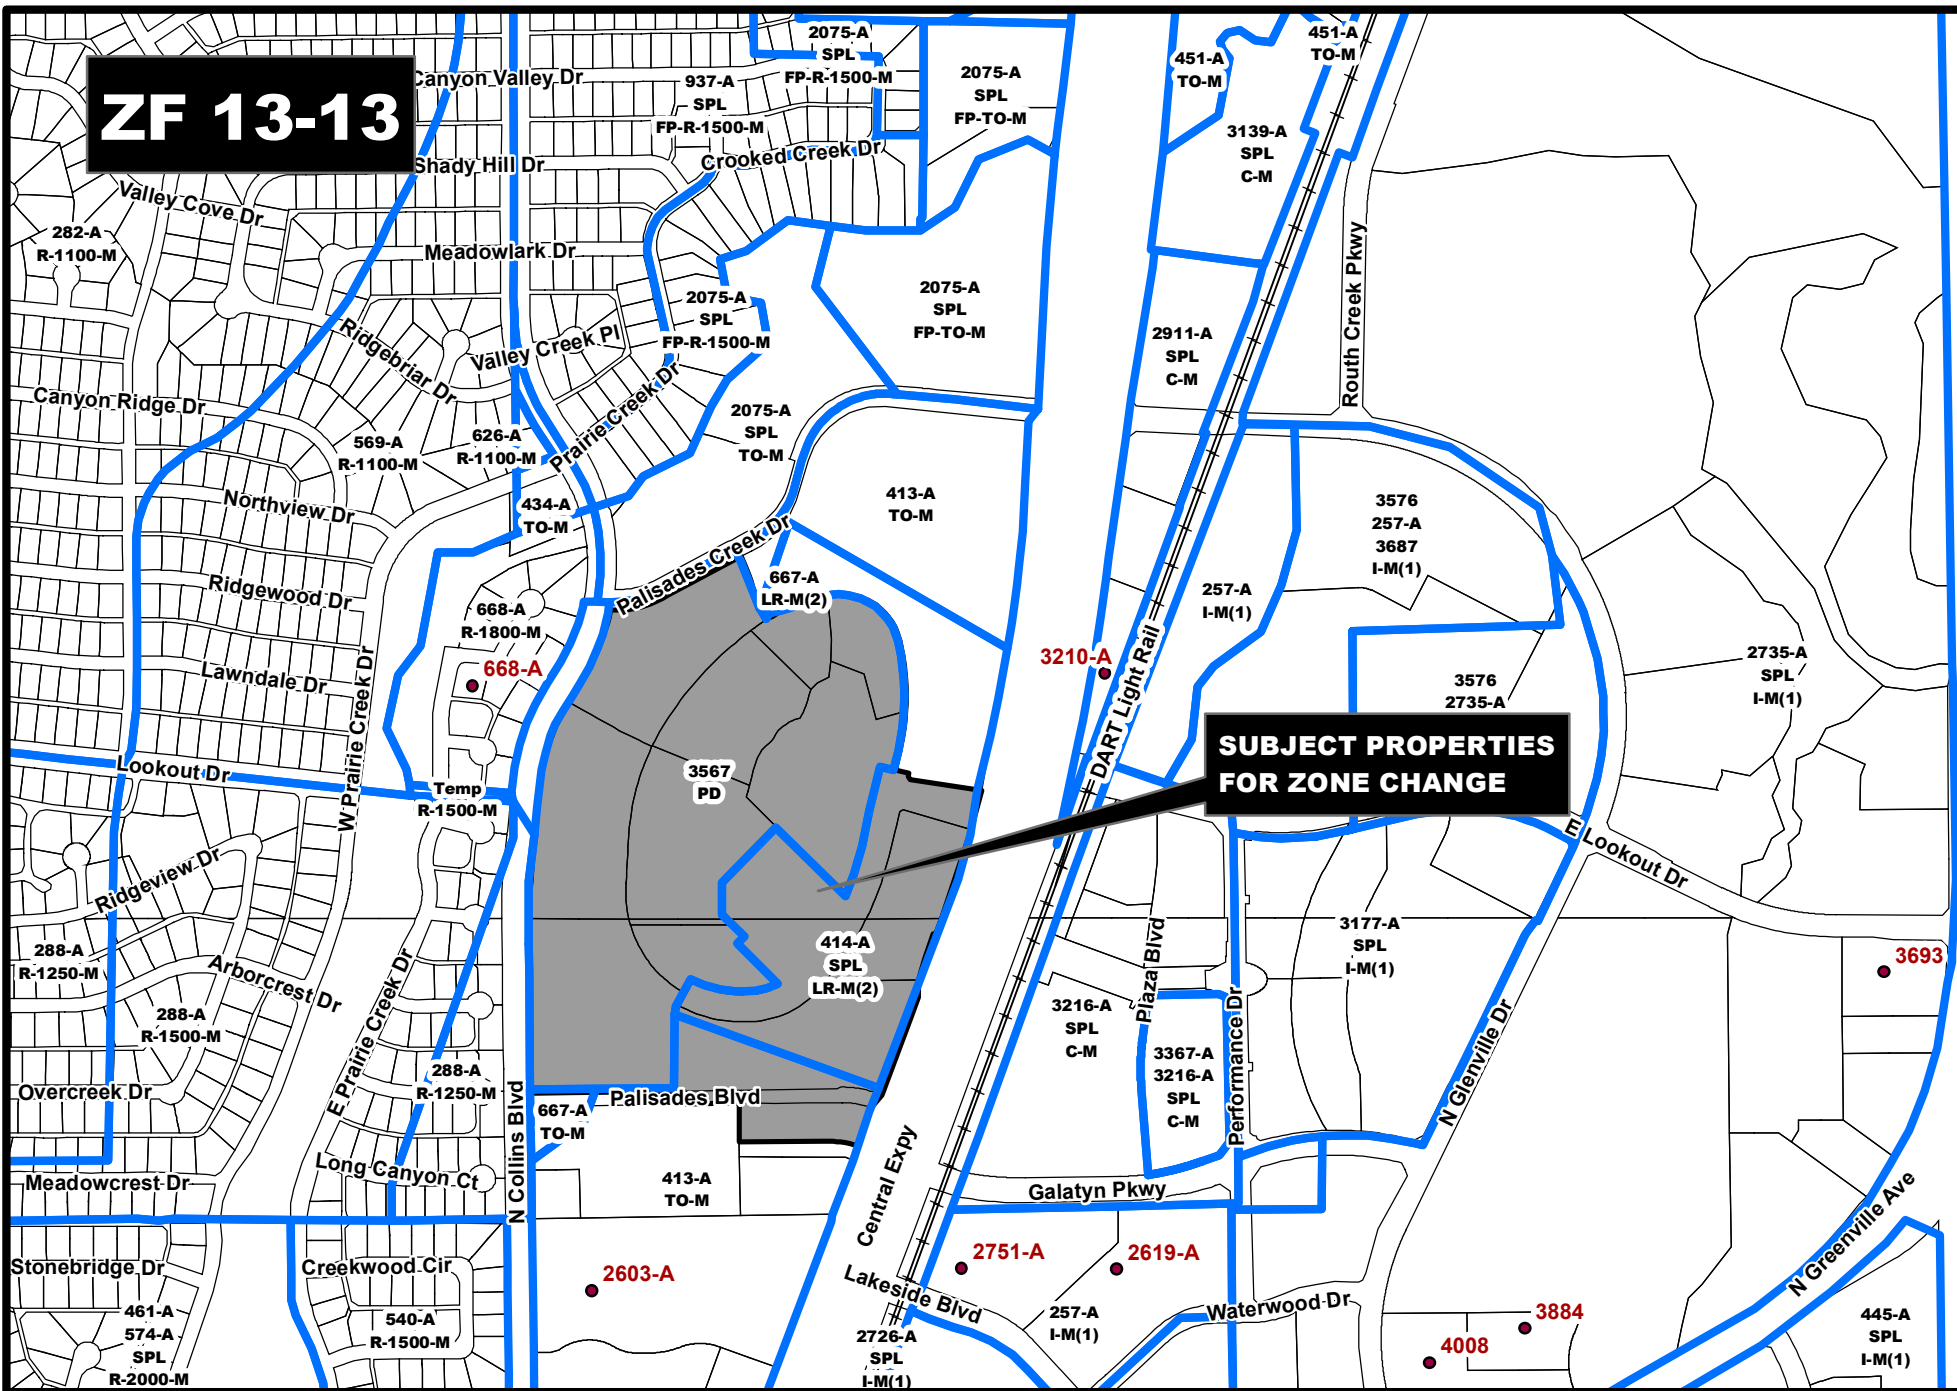 ZF 13-13
Canyon Valley Dr
2075-A
SPL
FP-R-1500-M
937-A
SPL
FP-R-1500-M
2075-A
SPL
FP-TO-M
451-A
TO-M
451-A
TO-M
3139-A
SPL
C-M
Shady Hill Dr
Crooked Creek Dr
Valley Cove Dr
282-A
R-1100-M
Meadowlark Dr
Routh Creek Pkwy
2075-A
SPL
FP-R-1500-M
2075-A
SPL
FP-TO-M
2911-A
SPL
C-M
Ridgebriar Dr
Valley Creek Pl
Prairie Creek Dr
Canyon Ridge Dr
569-A
R-1100-M
626-A
R-1100-M
2075-A
SPL
TO-M
Northview Dr
434-A
TO-M
413-A
TO-M
3576
257-A
3687
I-M(1)
Palisades Creek Dr
Ridgewood Dr
668-A
R-1800-M
667-A
LR-M(2)
257-A
I-M(1)
Lawndale Dr
668-A
W Prairie Creek Dr
3210-A
DART Light Rail
3576
2735-A
2735-A
SPL
I-M(1)
SUBJECT PROPERTIES
FOR ZONE CHANGE
Lookout Dr
Temp
R-1500-M
3567
PD
E Lookout Dr
Ridgeview Dr
288-A
R-1250-M
Arborcrest Dr
288-A
R-1500-M
E Prairie Creek Dr
414-A
SPL
LR-M(2)
3177-A
SPL
I-M(1)
3693
Plaza Blvd
3216-A
SPL
C-M
Performance Dr
3367-A
3216-A
SPL
C-M
N Glenville Dr
Overcreek Dr
288-A
R-1250-M
N Collins Blvd
667-A
TO-M
Palisades Blvd
Meadowcrest Dr
Long Canyon Ct
413-A
TO-M
Central Expy
Galatyn Pkwy
N Greenville Ave
Stonebridge Dr
Creekwood Cir
2603-A
2751-A
2619-A
Lakeside Blvd
Waterwood Dr
461-A
574-A
SPL
R-2000-M
540-A
R-1500-M
2726-A
SPL
I-M(1)
257-A
I-M(1)
3884
4008
445-A
SPL
I-M(1)